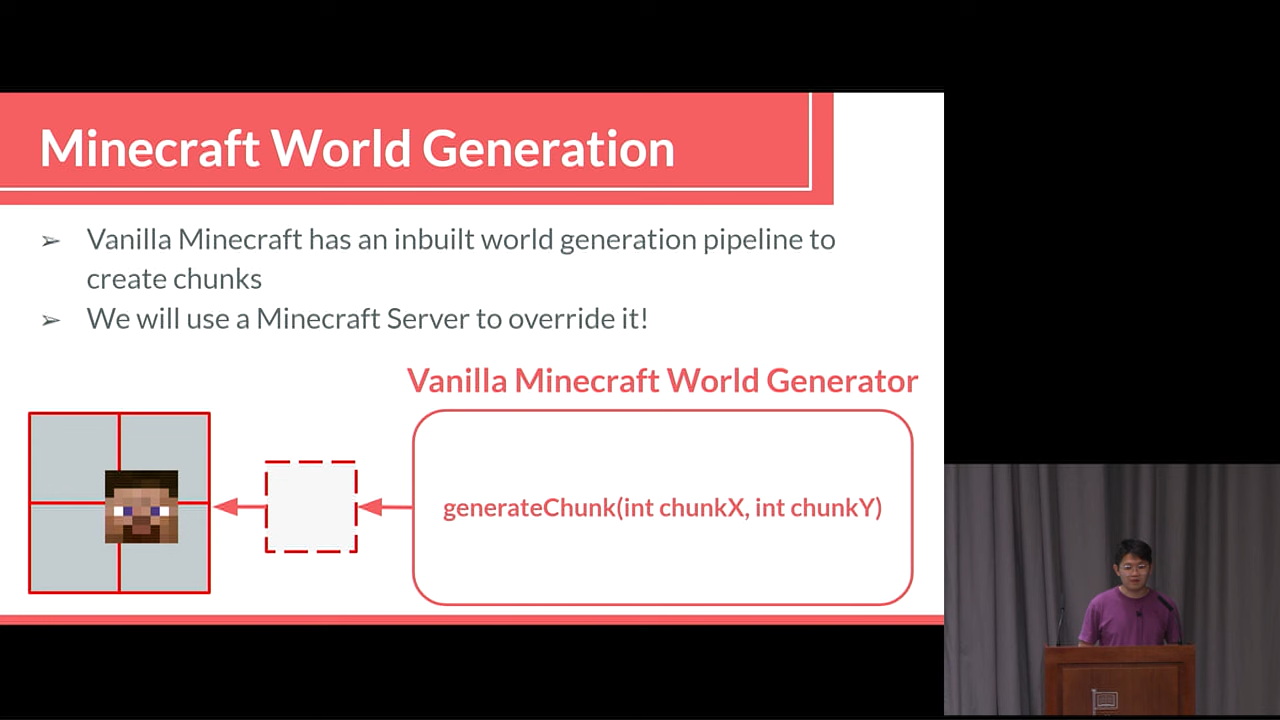 Minecraft World Generation
➢ Vanilla Minecraft has an inbuilt world generation pipeline to
create chunks
➢ We will use a Minecraft Server to override it!
Vanilla Minecraft World Generator
generateChunk(int chunkX, int chunkY)